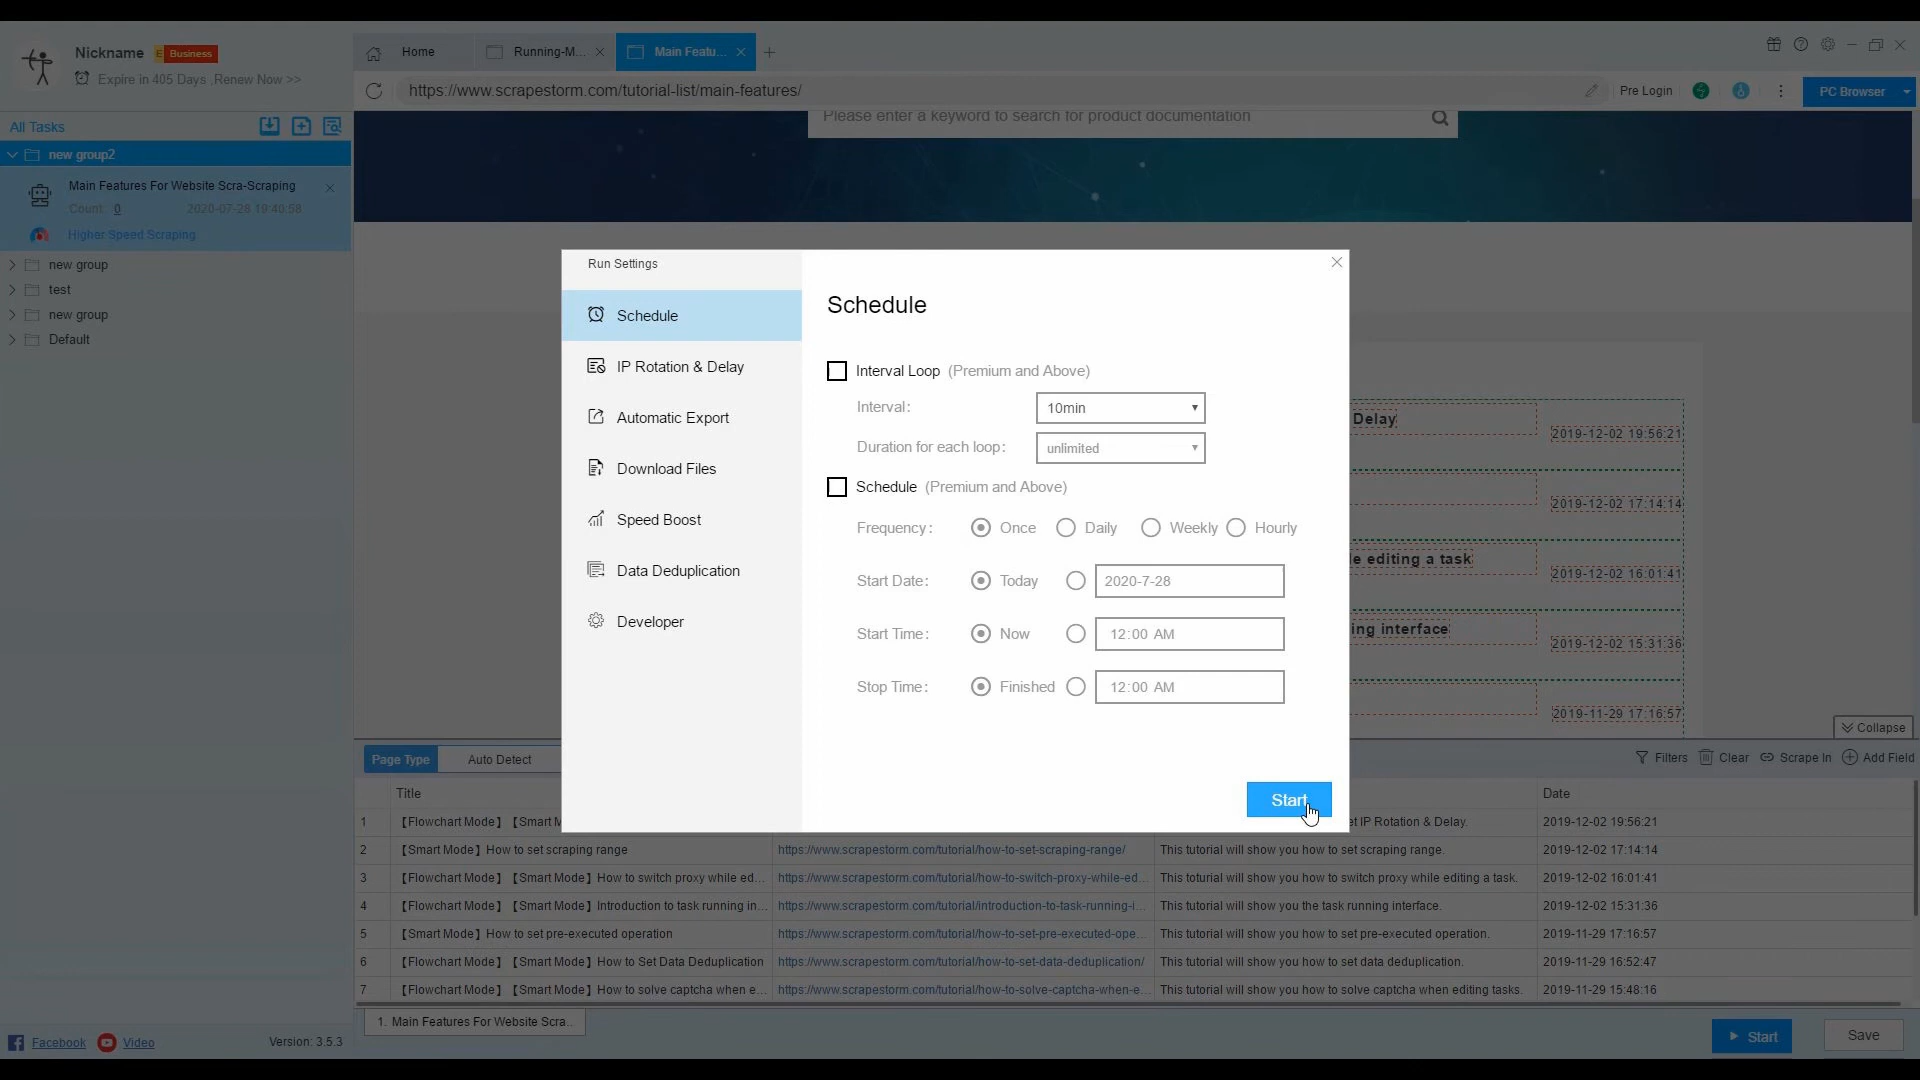 Nickname E Business
Expire in 405 Days ,Renew Now >>
Home
Running-M...
Main Featu...
https://www.scrapestorm.com/tutorial-list/main-features/
Pre Login
PC Browser
Please enter a keyword to search for product documentation
All Tasks
new group2
Main Features For Website Scra-Scraping
Count: 0 2020-07-28 19:40:58
Higher Speed Scraping
new group
test
new group
Default
Run Settings
Schedule
IP Rotation & Delay
Automatic Export
Download Files
Speed Boost
Data Deduplication
Developer
Schedule
Interval Loop (Premium and Above)
Interval: 10min
Duration for each loop: unlimited
Schedule (Premium and Above)
Frequency: Once Daily Weekly Hourly
Start Date: Today 2020-7-28
Start Time: Now 12:00 AM
Stop Time: Finished 12:00 AM
Start
Delay
2019-12-02 19:56:21
2019-12-02 17:14:14
e editing a task
2019-12-02 16:01:41
ing interface
2019-12-02 15:31:36
2019-11-29 17:16:57
Collapse
Page Type Auto Detect
Filters Clear Scrape In Add Field
Title Date
1 【Flowchart Mode】【Smart M et IP Rotation & Delay. 2019-12-02 19:56:21
2 【Smart Mode】How to set scraping range https://www.scrapestorm.com/tutorial/how-to-set-scraping-range/ This tutorial will show you how to set scraping range. 2019-12-02 17:14:14
3 【Flowchart Mode】【Smart Mode】How to switch proxy while ed... https://www.scrapestorm.com/tutorial/how-to-switch-proxy-while-ed... This toturial will show you how to switch proxy while editing a task. 2019-12-02 16:01:41
4 【Flowchart Mode】【Smart Mode】Introduction to task running in... https://www.scrapestorm.com/tutorial/introduction-to-task-running-i... This tutorial will show you the task running interface. 2019-12-02 15:31:36
5 【Smart Mode】How to set pre-executed operation https://www.scrapestorm.com/tutorial/how-to-set-pre-executed-ope... This tutorial will show you how to set pre-executed operation. 2019-11-29 17:16:57
6 【Flowchart Mode】【Smart Mode】How to Set Data Deduplication https://www.scrapestorm.com/tutorial/how-to-set-data-deduplication/ This tutorial will show you how to set data deduplication. 2019-11-29 16:52:47
7 【Flowchart Mode】【Smart Mode】How to solve captcha when e... https://www.scrapestorm.com/tutorial/how-to-solve-captcha-when-e... This tutorial will show you how to solve captcha when editing tasks. 2019-11-29 15:48:16
1. Main Features For Website Scra...
Facebook Video Version: 3.5.3
Start Save